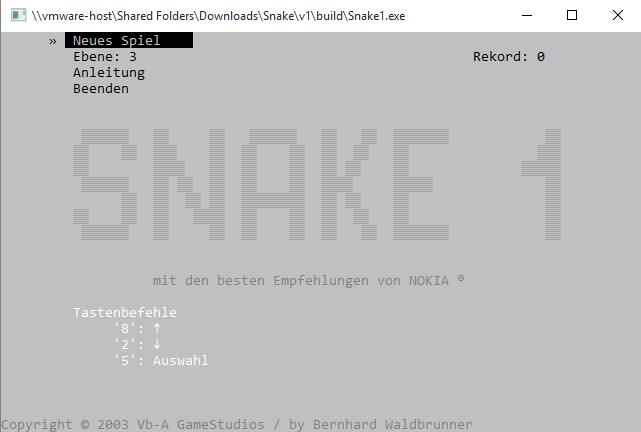 \\vmware-host\Shared Folders\Downloads\Snake\v1\build\Snake1.exe
» Neues Spiel
Ebene: 3 Rekord: 0
Anleitung
Beenden
SNAKE 1
mit den besten Empfehlungen von NOKIA ®
Tastenbefehle
'8': ↑
'2': ↓
'5': Auswahl
Copyright © 2003 Vb-A GameStudios / by Bernhard Waldbrunner